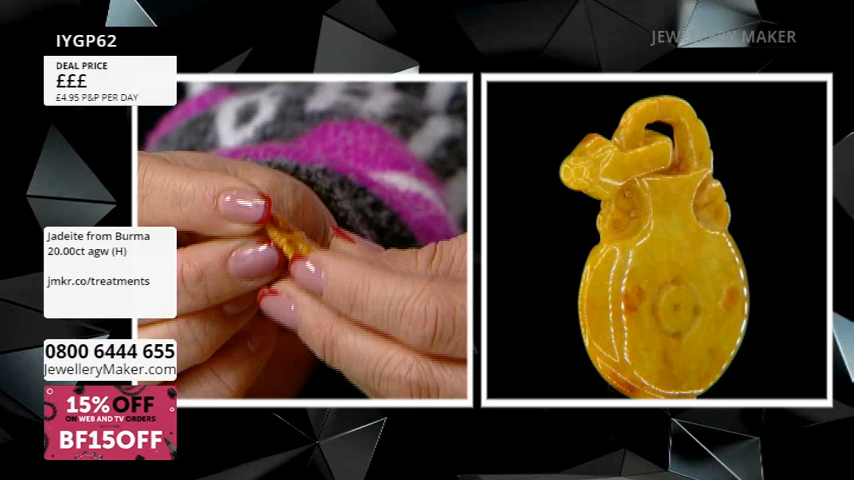 IYGP62
JEWELLERY MAKER
DEAL PRICE
£££
£4.95 P&P PER DAY
Jadeite from Burma
20.00ct agw (H)
jmkr.co/treatments
0800 6444 655
JewelleryMaker.com
15% OFF
ON WEB AND TV ORDERS
BF15OFF